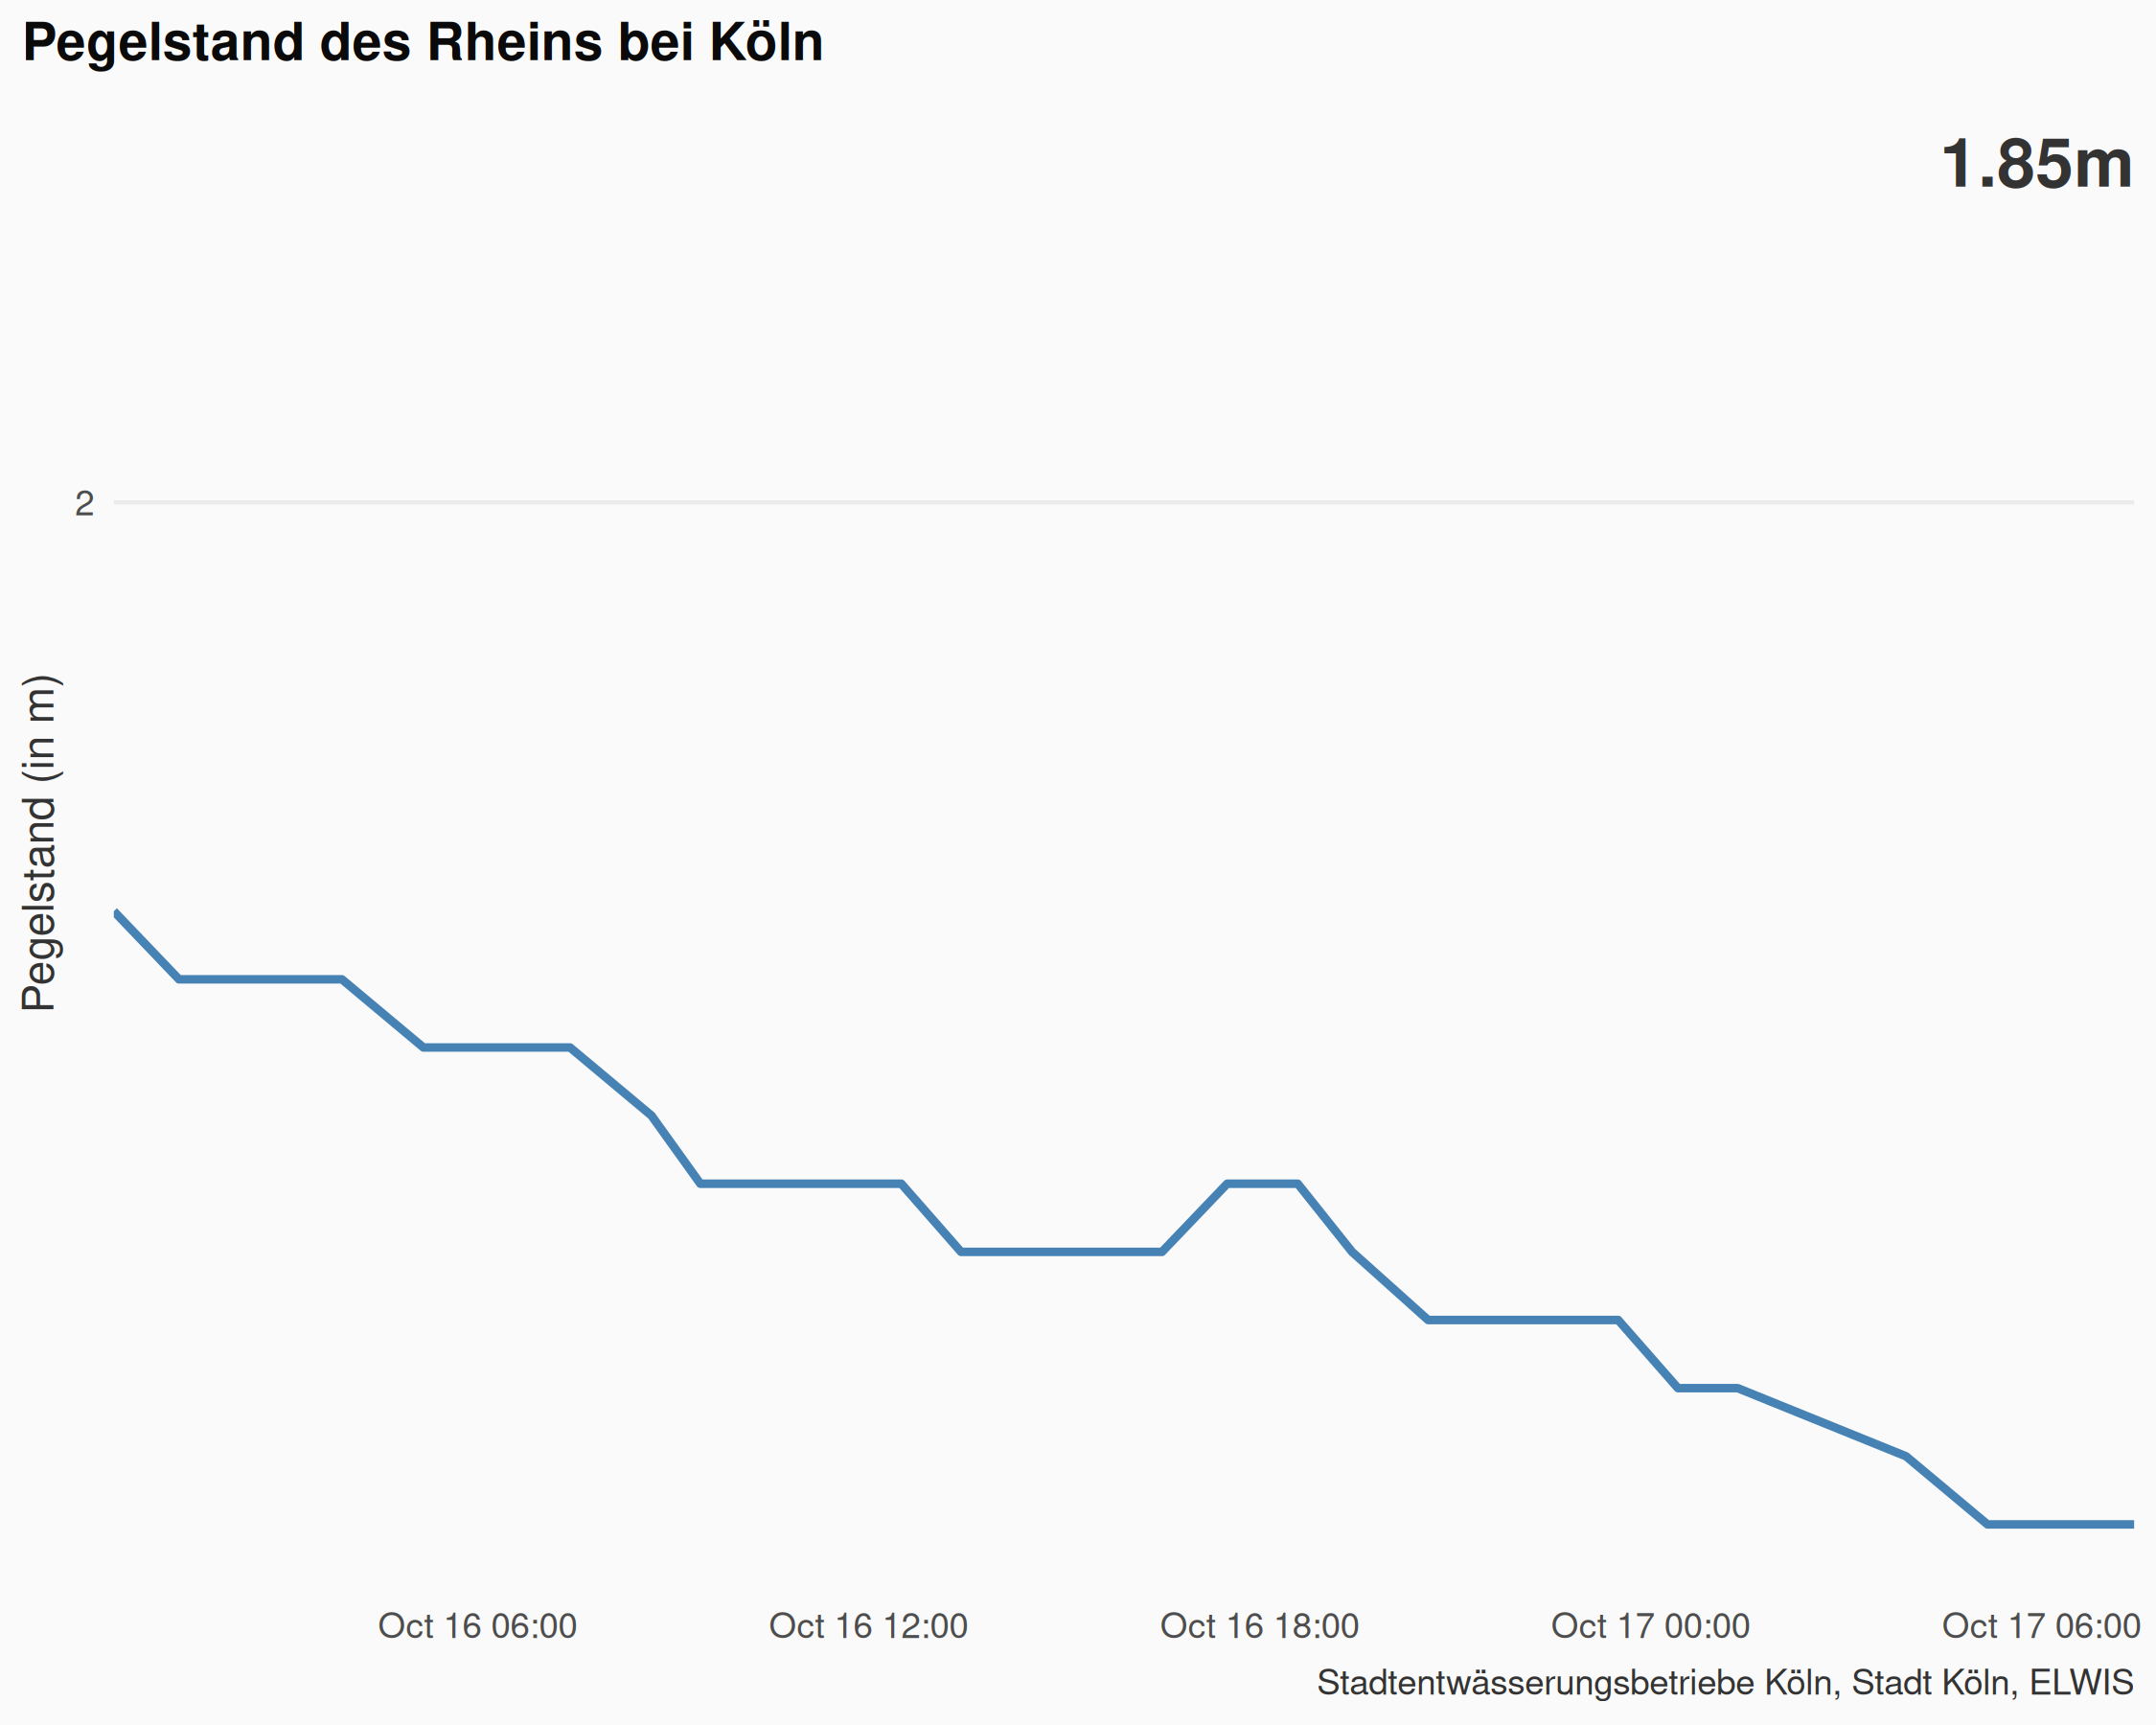 Pegelstand des Rheins bei Köln
1.85m
2
Pegelstand (in m)
Oct 16 06:00 Oct 16 12:00 Oct 16 18:00 Oct 17 00:00 Oct 17 06:00
Stadtentwässerungsbetriebe Köln, Stadt Köln, ELWIS